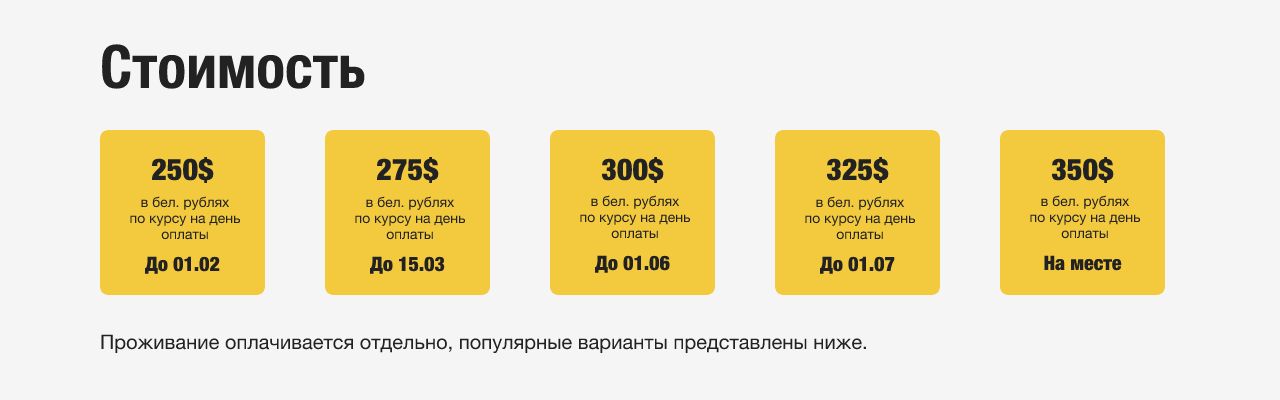 Стоимость
250$
в бел. рублях
по курсу на день
оплаты
До 01.02
275$
в бел. рублях
по курсу на день
оплаты
До 15.03
300$
в бел. рублях
по курсу на день
оплаты
До 01.06
325$
в бел. рублях
по курсу на день
оплаты
До 01.07
350$
в бел. рублях
по курсу на день
оплаты
На месте
Проживание оплачивается отдельно, популярные варианты представлены ниже.